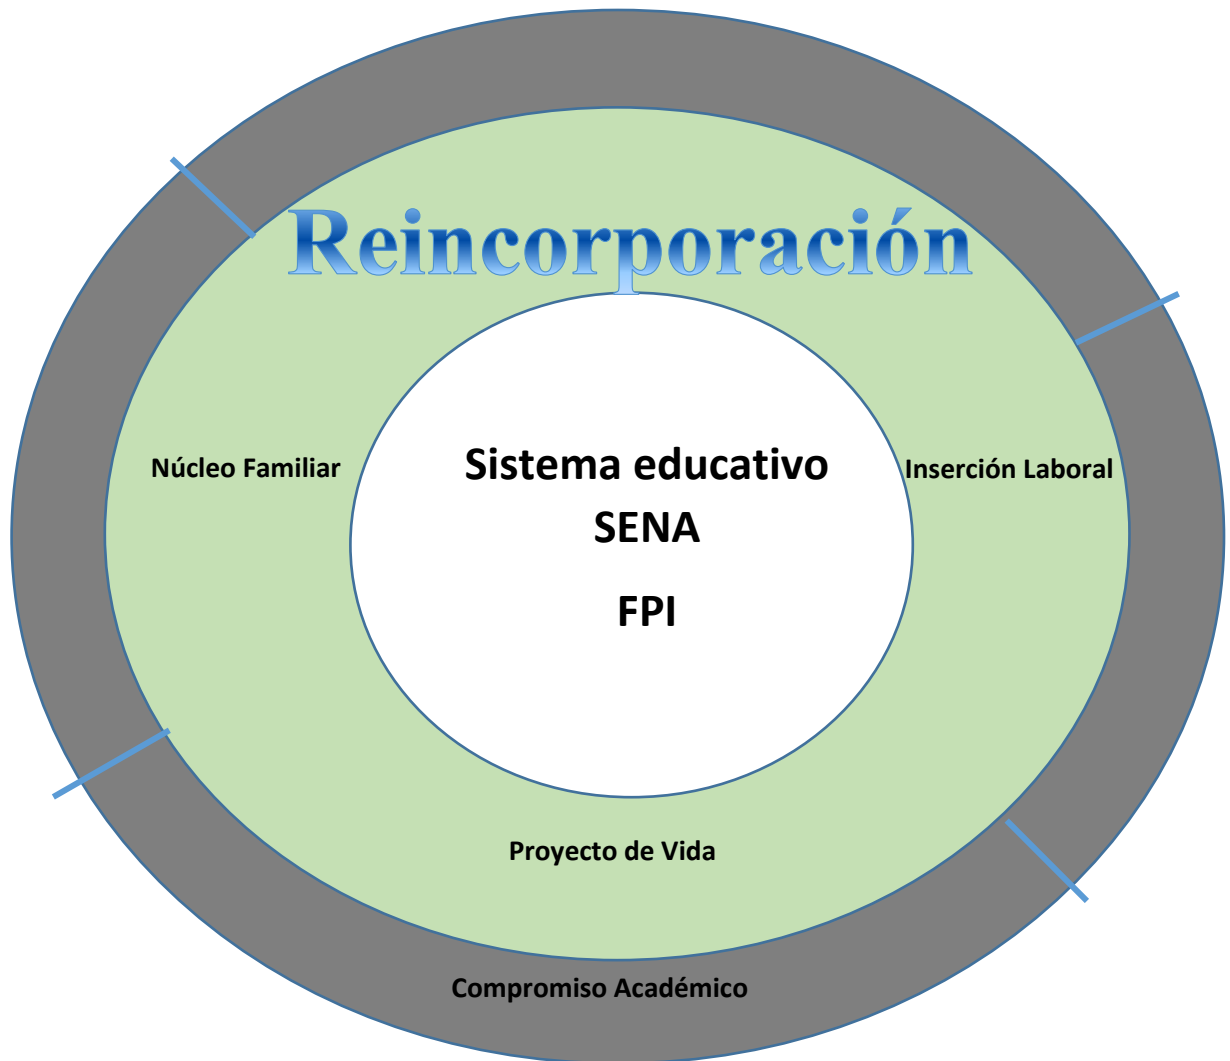 Reincorporación
Núcleo Familiar
Sistema educativo
SENA
FPI
Inserción Laboral
Proyecto de Vida
Compromiso Académico